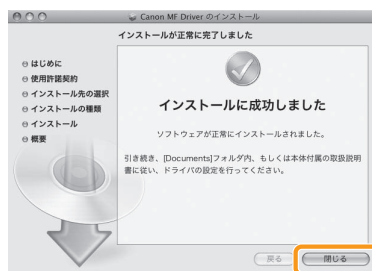 Canon MF Driver のインストール
インストールが正常に完了しました
はじめに
使用許諾契約
インストール先の選択
インストールの種類
インストール
概要
インストールに成功しました
ソフトウェアが正常にインストールされました。
引き続き、[Documents]フォルダ内、もしくは本体付属の取扱説明
書に従い、ドライバの設定を行ってください。
戻る
閉じる